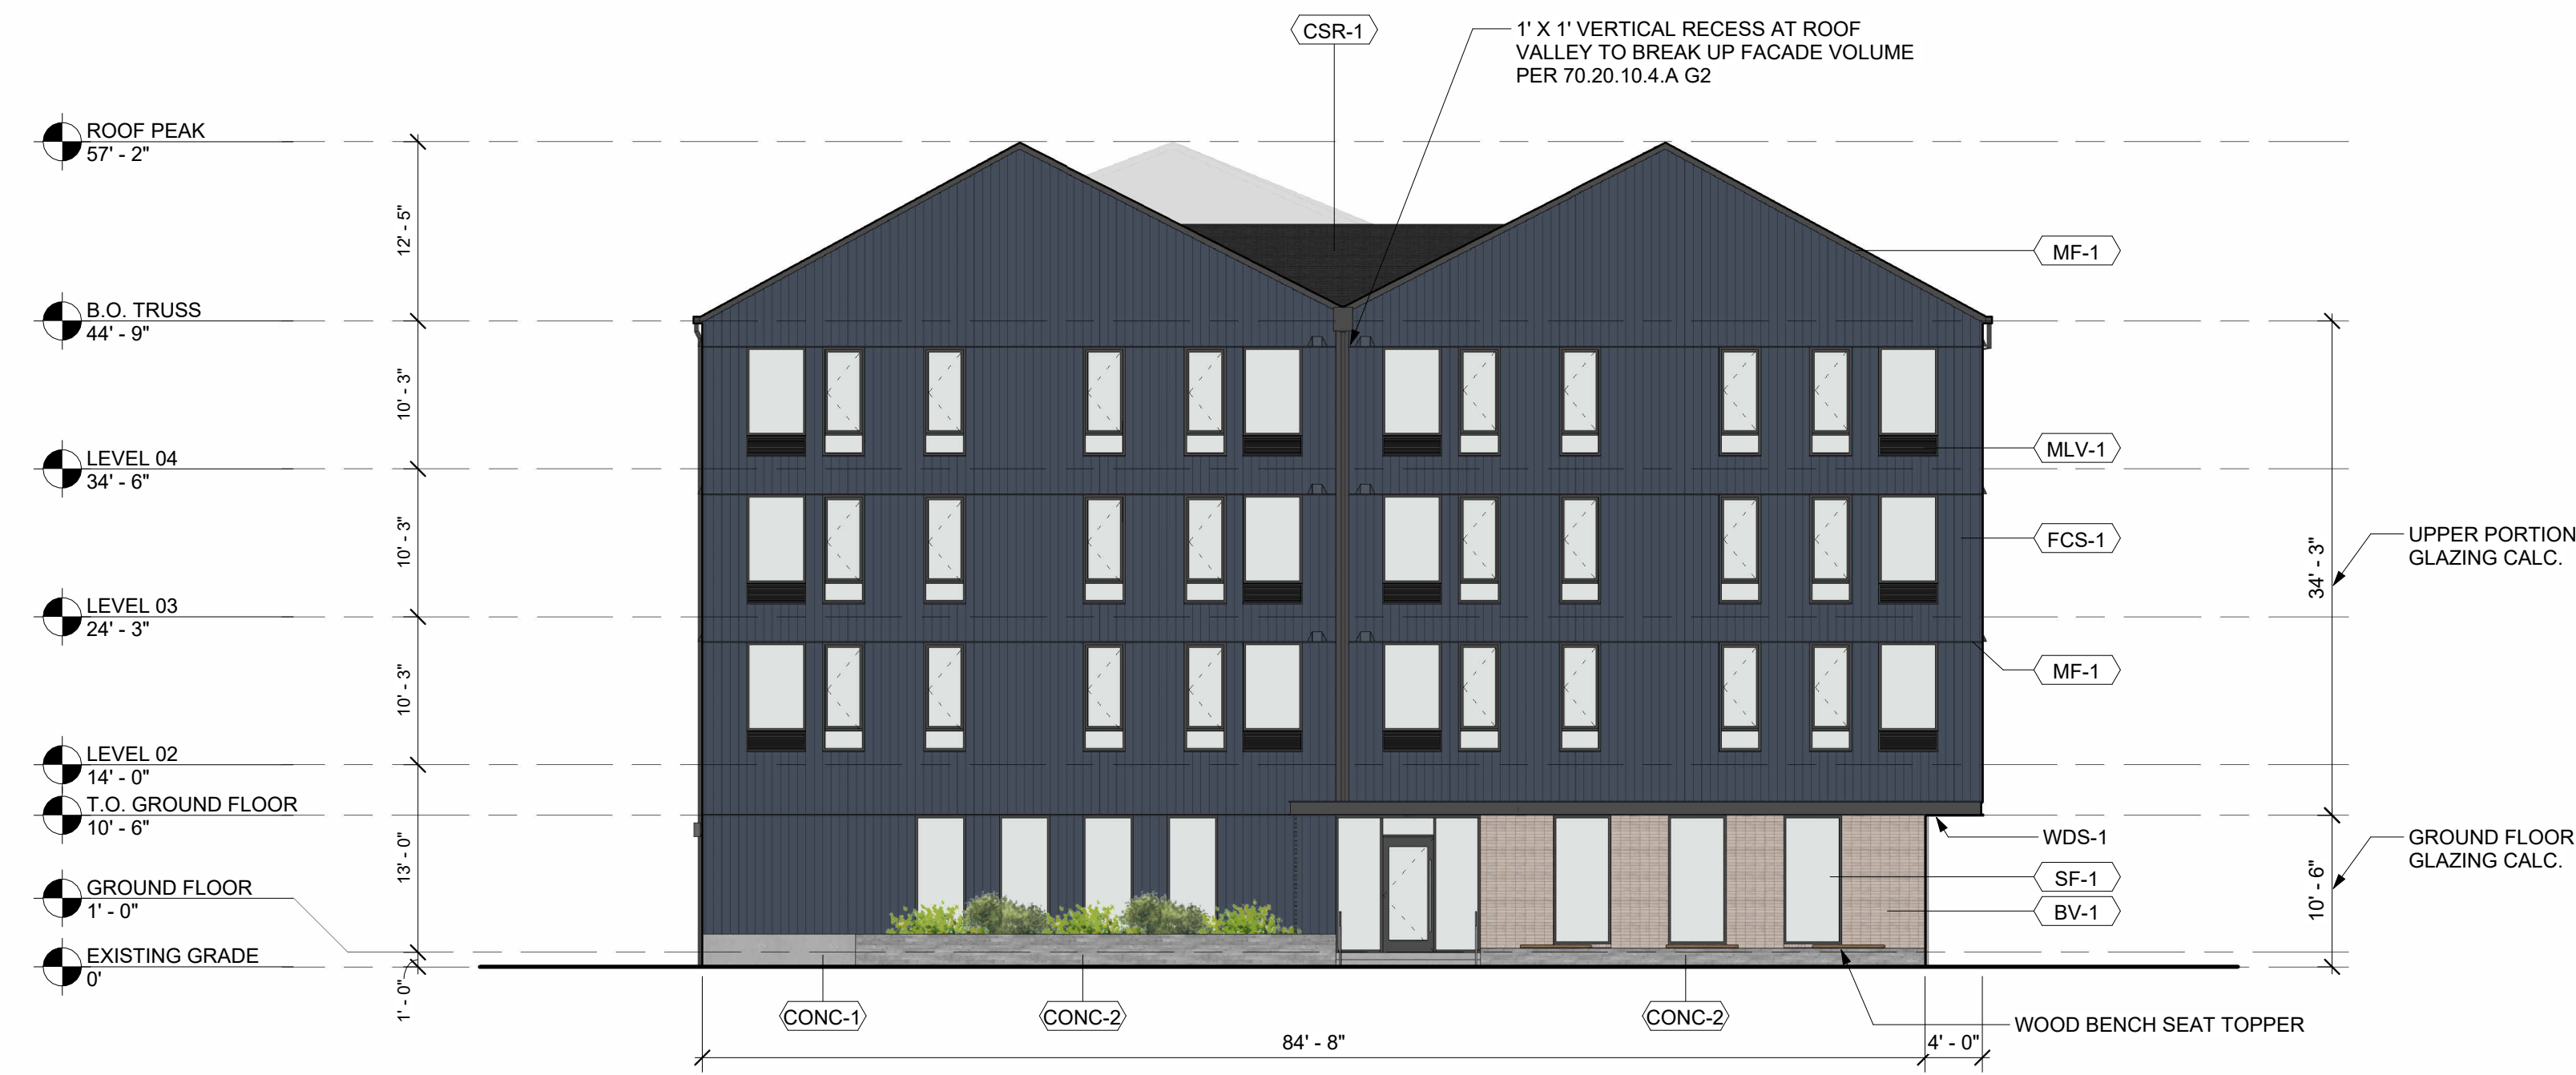 CSR-1
1' X 1' VERTICAL RECESS AT ROOF
VALLEY TO BREAK UP FACADE VOLUME
PER 70.20.10.4.A G2
ROOF PEAK
57' - 2"
12' - 5"
MF-1
B.O. TRUSS
44' - 9"
10' - 3"
MLV-1
LEVEL 04
34' - 6"
10' - 3"
FCS-1
34' - 3"
UPPER PORTION
GLAZING CALC.
LEVEL 03
24' - 3"
10' - 3"
MF-1
LEVEL 02
14' - 0"
T.O. GROUND FLOOR
10' - 6"
13' - 0"
WDS-1
GROUND FLOOR
GLAZING CALC.
SF-1
10' - 6"
GROUND FLOOR
1' - 0"
BV-1
EXISTING GRADE
0'
1' - 0"
CONC-1
CONC-2
CONC-2
WOOD BENCH SEAT TOPPER
84' - 8"
4' - 0"